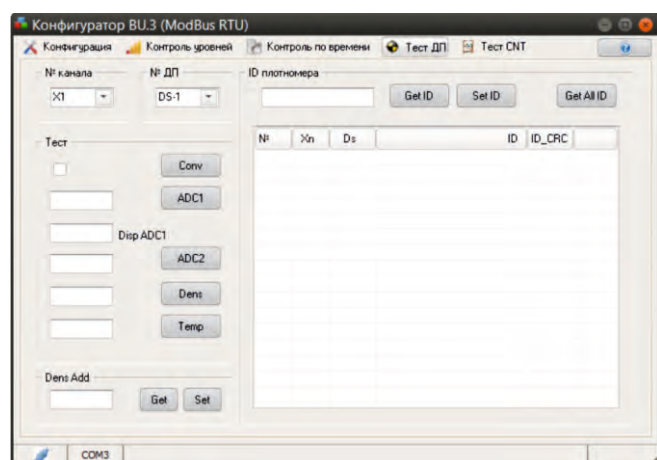 Конфигуратор BU.3 (ModBus RTU)
Конфигурация Контроль уровней Контроль по времени Тест ДП Тест CNT
№ канала № ДП ID плотномера
X1 DS-1 Get ID Set ID Get All ID
Тест
№ Xn Ds ID ID_CRC
Conv
ADC1
Disp ADC1
ADC2
Dens
Temp
Dens Add
Get Set
COM3